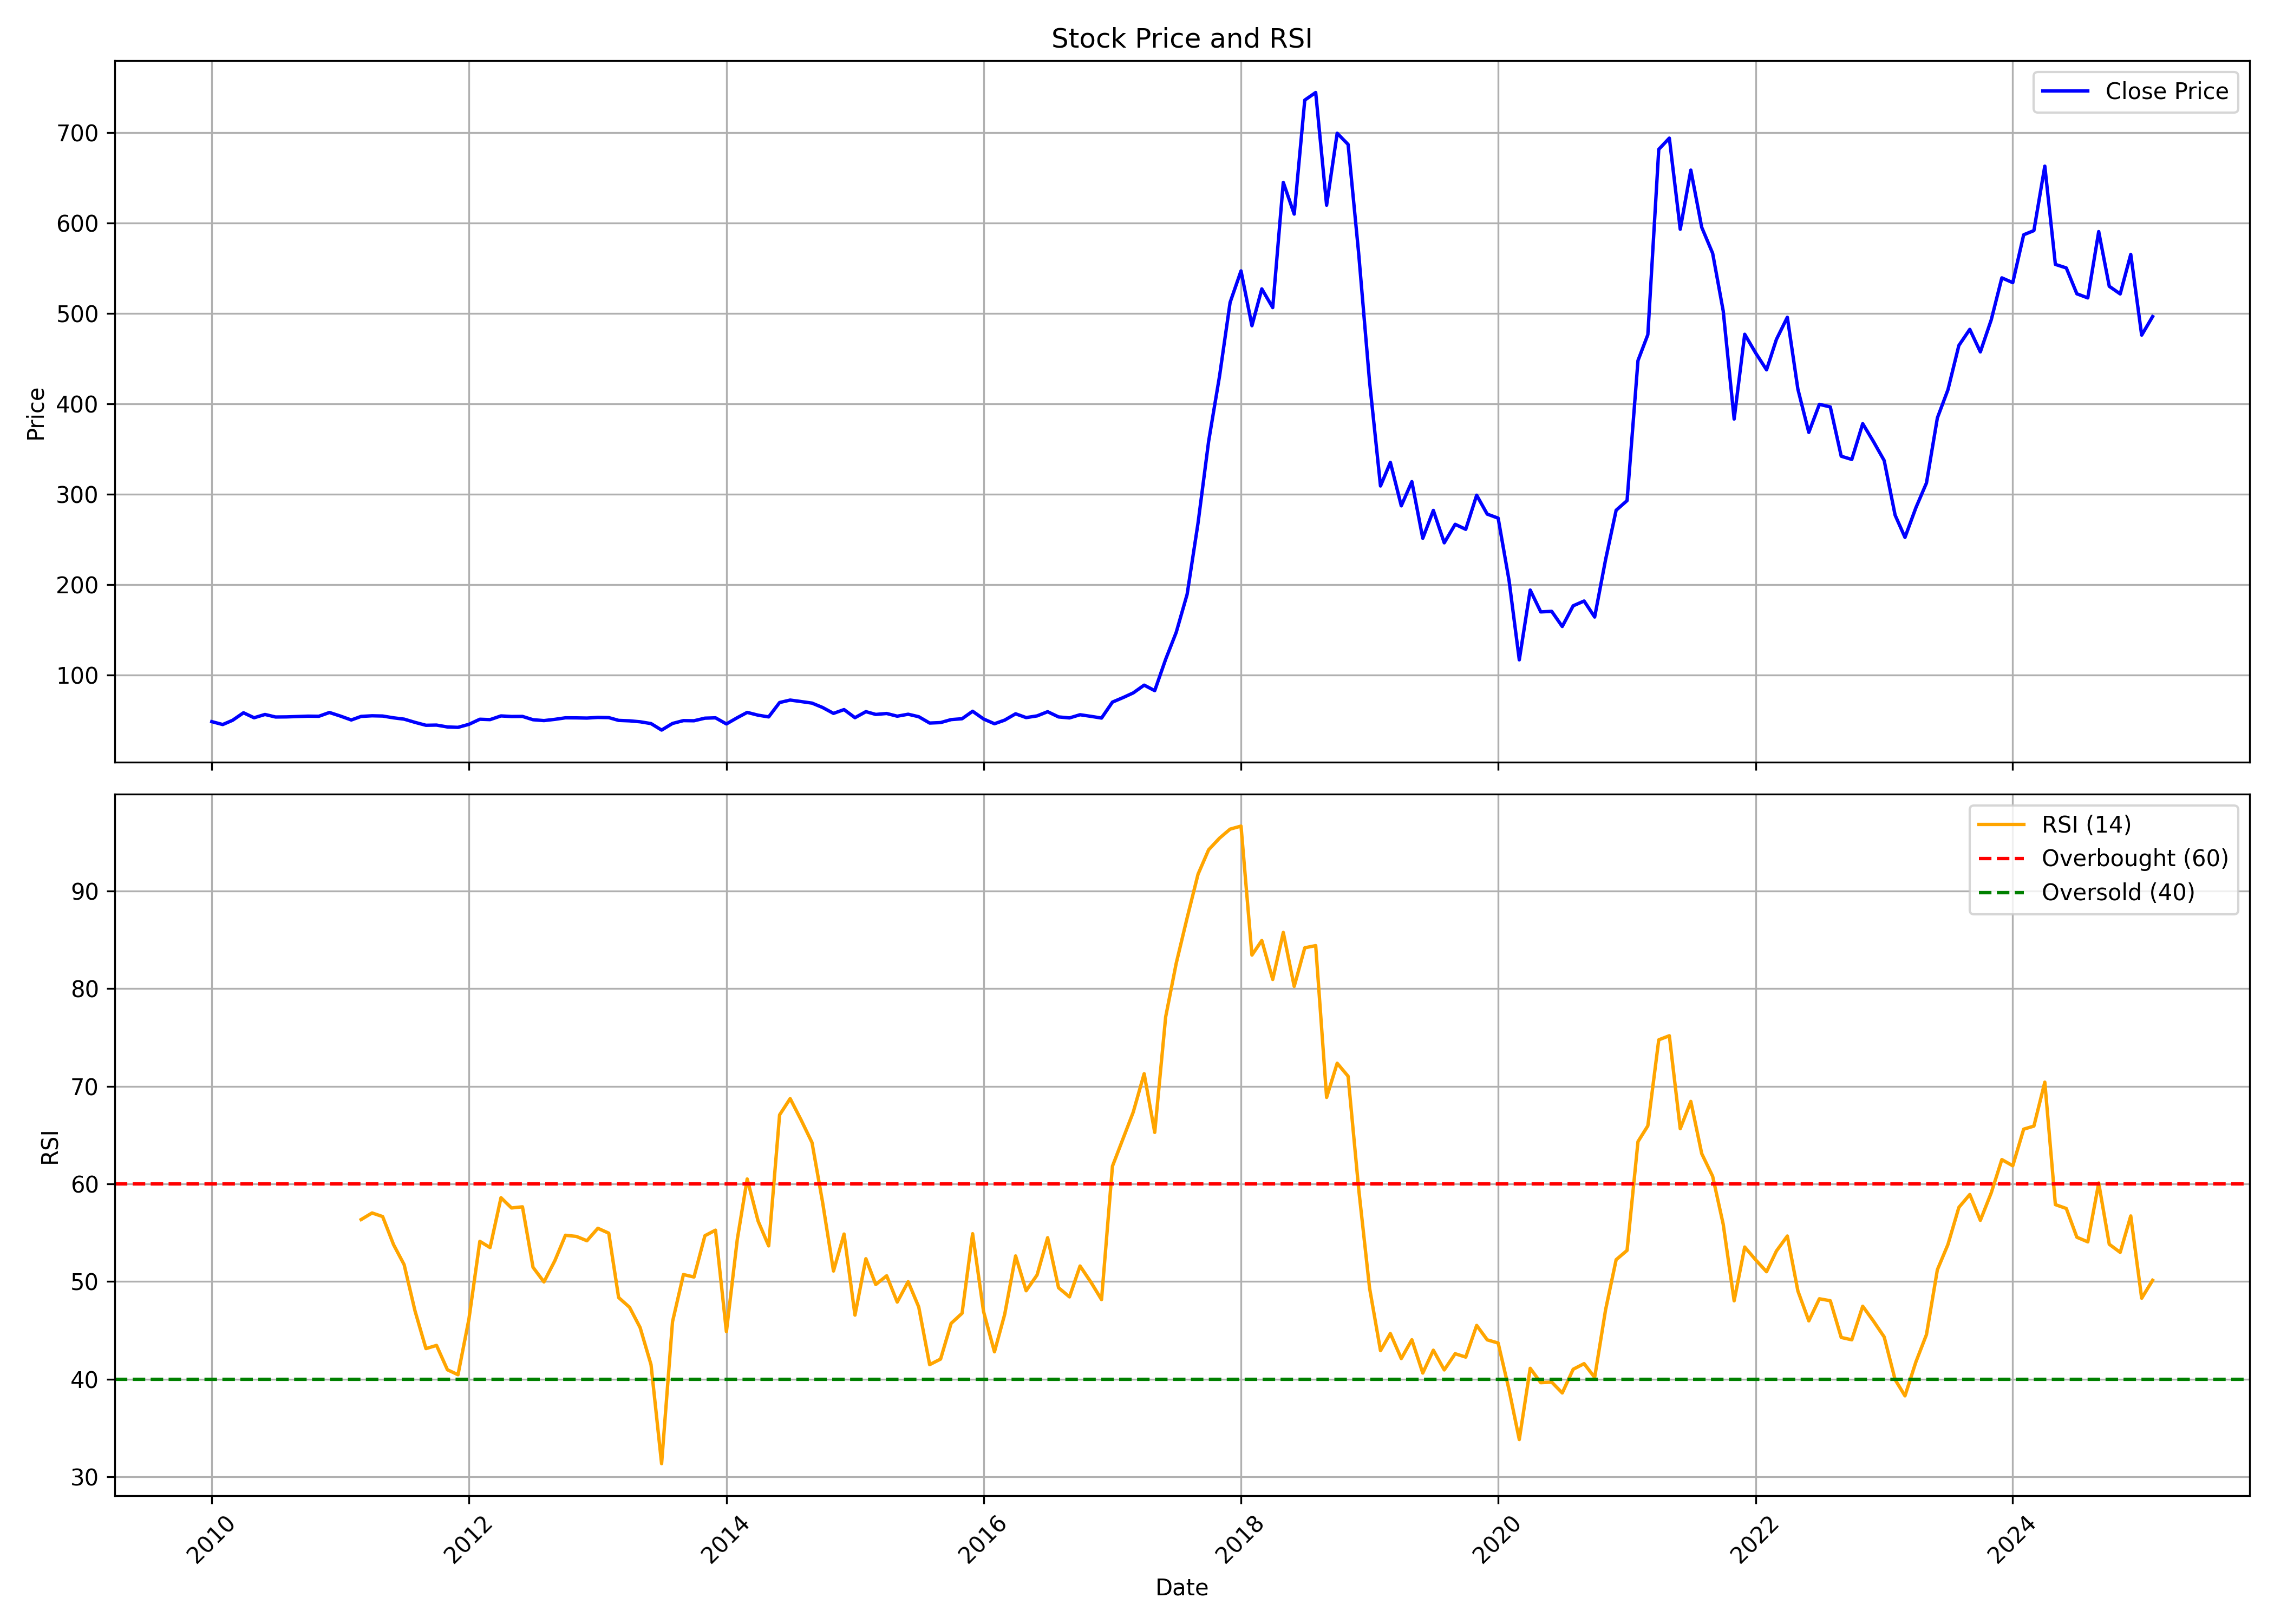 Stock Price and RSI
Close Price
700
600
500
400
300
200
100
Price
RSI (14)
Overbought (60)
Oversold (40)
90
80
70
60
50
40
30
RSI
2010
2012
2014
2016
2018
2020
2022
2024
Date